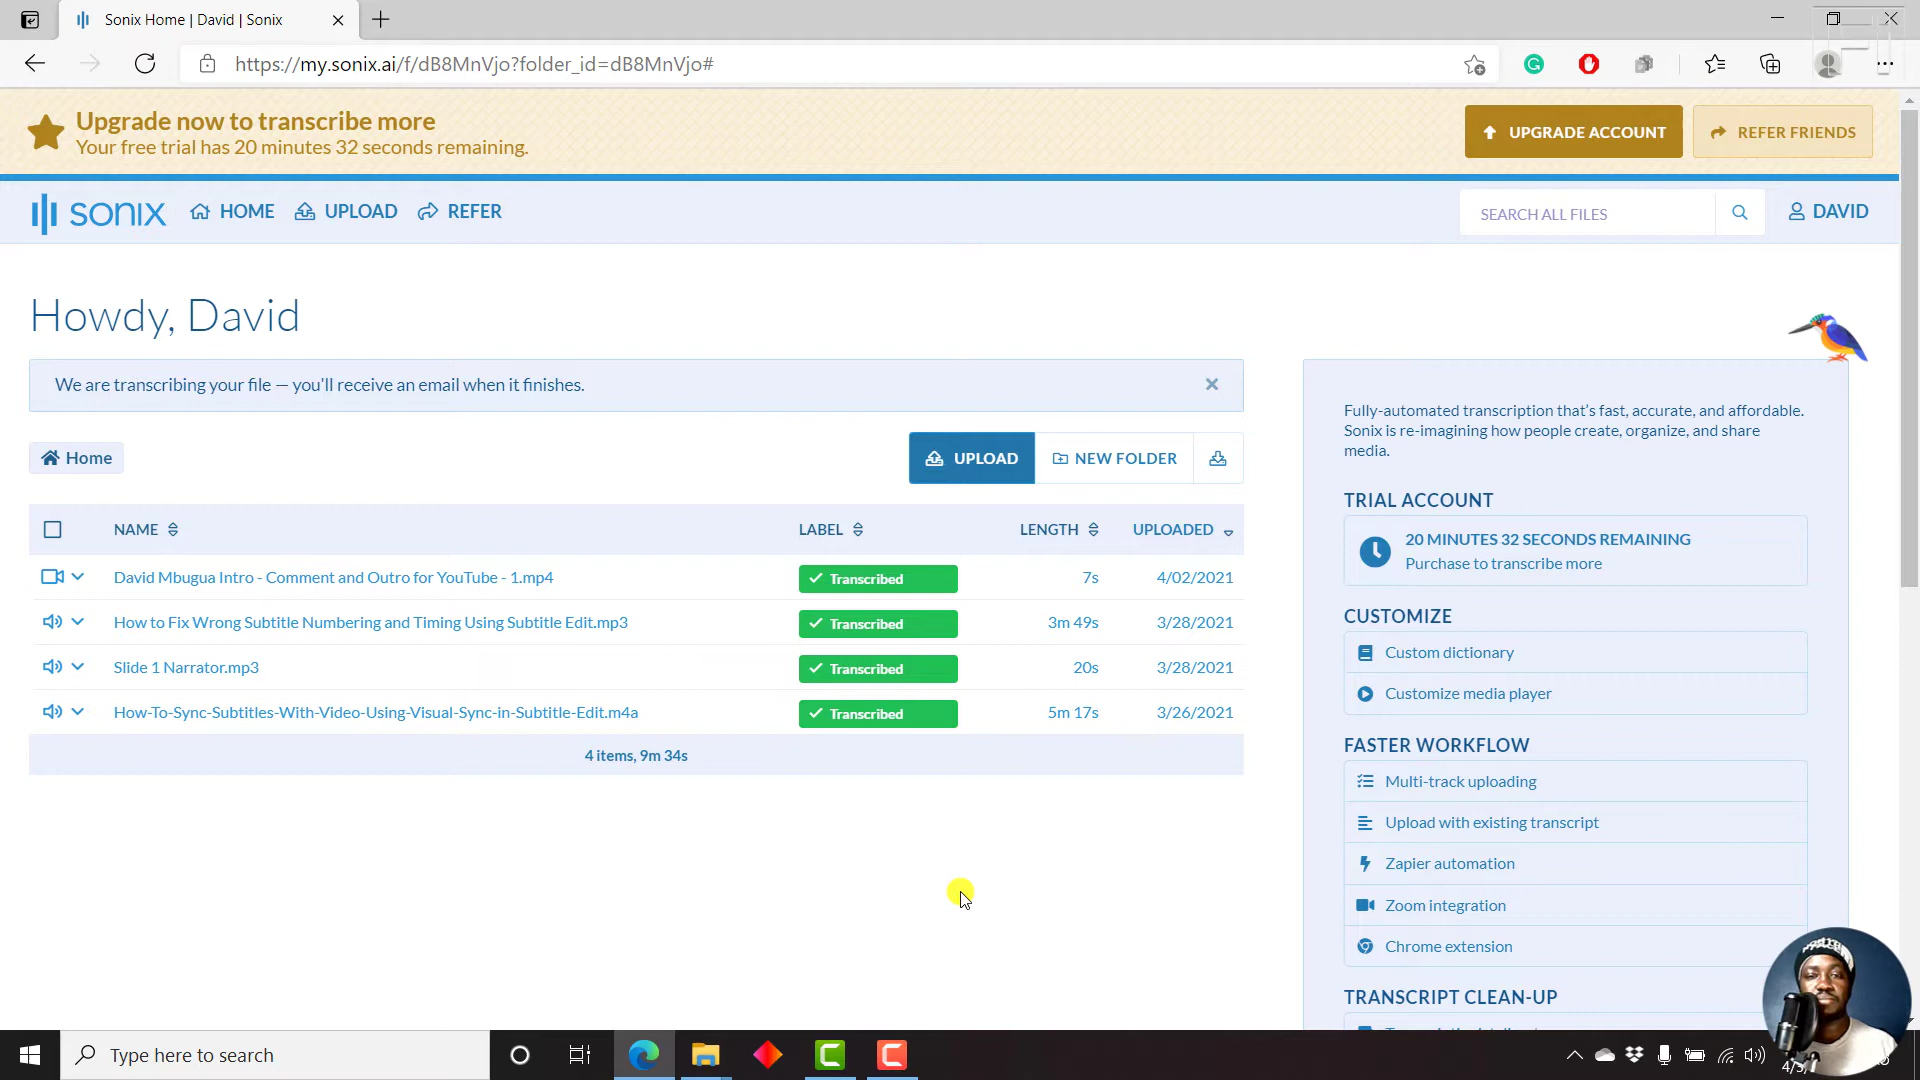 Sonix Home | David | Sonix
https://my.sonix.ai/f/dB8MnVjo?folder_id=dB8MnVjo#
Upgrade now to transcribe more
Your free trial has 20 minutes 32 seconds remaining.
UPGRADE ACCOUNT
REFER FRIENDS
sonix
HOME
UPLOAD
REFER
SEARCH ALL FILES
DAVID
Howdy, David
We are transcribing your file — you'll receive an email when it finishes.
Home
UPLOAD
NEW FOLDER
NAME LABEL LENGTH UPLOADED
David Mbugua Intro - Comment and Outro for YouTube - 1.mp4 Transcribed 7s 4/02/2021
How to Fix Wrong Subtitle Numbering and Timing Using Subtitle Edit.mp3 Transcribed 3m 49s 3/28/2021
Slide 1 Narrator.mp3 Transcribed 20s 3/28/2021
How-To-Sync-Subtitles-With-Video-Using-Visual-Sync-in-Subtitle-Edit.m4a Transcribed 5m 17s 3/26/2021
4 items, 9m 34s
Fully-automated transcription that's fast, accurate, and affordable.
Sonix is re-imagining how people create, organize, and share
media.
TRIAL ACCOUNT
20 MINUTES 32 SECONDS REMAINING
Purchase to transcribe more
CUSTOMIZE
Custom dictionary
Customize media player
FASTER WORKFLOW
Multi-track uploading
Upload with existing transcript
Zapier automation
Zoom integration
Chrome extension
TRANSCRIPT CLEAN-UP
Type here to search